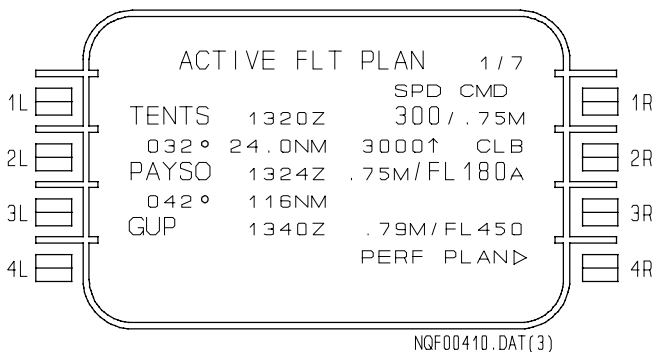 ACTIVE FLT PLAN 1/7
SPD CMD
1L 1R
TENTS 1320Z 300/.75M
032° 24.0NM 3000↑ CLB
2L 2R
PAYSO 1324Z .75M/FL180A
042° 116NM
3L 3R
GUP 1340Z .79M/FL450
PERF PLAN▷
4L 4R
NQF00410.DAT(3)